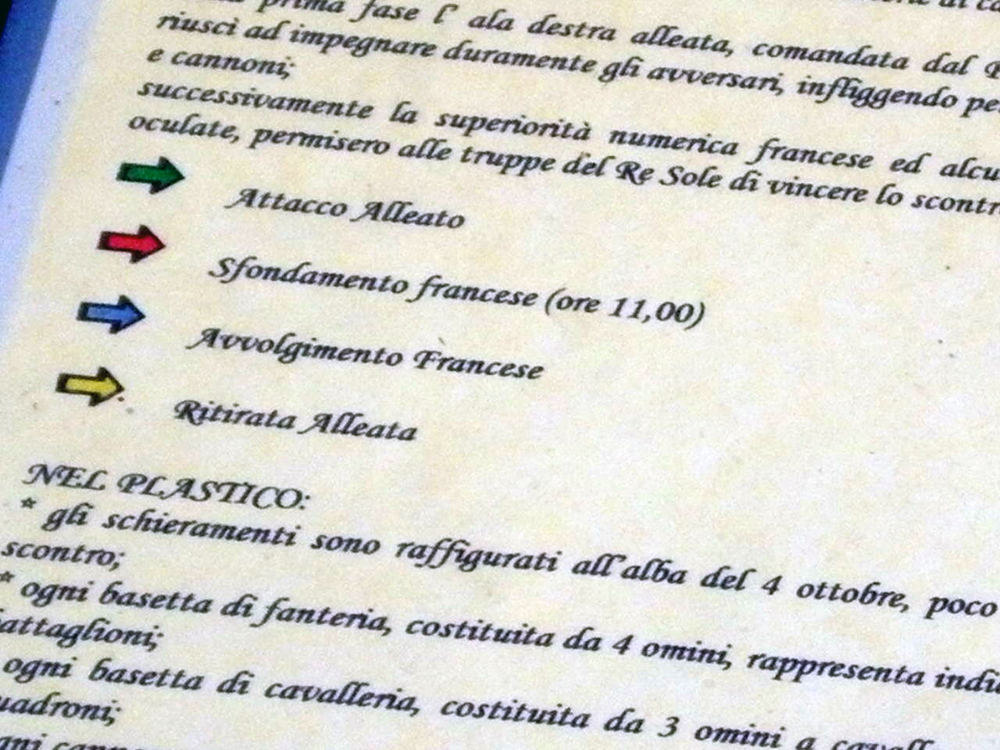 prima fase l' ala destra alleata, comandata dal
riuscì ad impegnare duramente gli avversari, infliggendo
e cannoni;
successivamente la superiorità numerica francese ed
oculate, permisero alle truppe del Re Sole di vincere lo
Attacco Alleato
Sfondamento francese (ore 11,00)
Avvolgimento Francese
Ritirata Alleata
NEL PLASTICO:
* gli schieramenti sono raffigurati all'alba del 4 ottobre, poco
scontro;
* ogni basetta di fanteria, costituita da 4 omini, rappresenta
attaglioni;
ogni basetta di cavalleria, costituita da 3 omini a
uadroni;